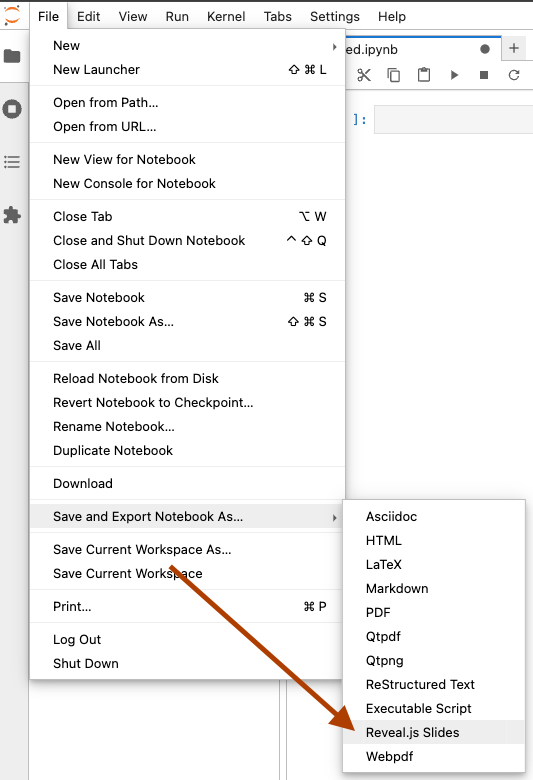 File Edit View Run Kernel Tabs Settings Help
New
New Launcher ⇧ ⌘ L
Open from Path...
Open from URL...
New View for Notebook
New Console for Notebook
Close Tab ⌥ W
Close and Shut Down Notebook ^ ⇧ Q
Close All Tabs
Save Notebook ⌘ S
Save Notebook As... ⇧ ⌘ S
Save All
Reload Notebook from Disk
Revert Notebook to Checkpoint...
Rename Notebook...
Duplicate Notebook
Download
Save and Export Notebook As...
Save Current Workspace As...
Save Current Workspace
Print... ⌘ P
Log Out
Shut Down
ed.ipynb
]:
Asciidoc
HTML
LaTeX
Markdown
PDF
Qtpdf
Qtpng
ReStructured Text
Executable Script
Reveal.js Slides
Webpdf